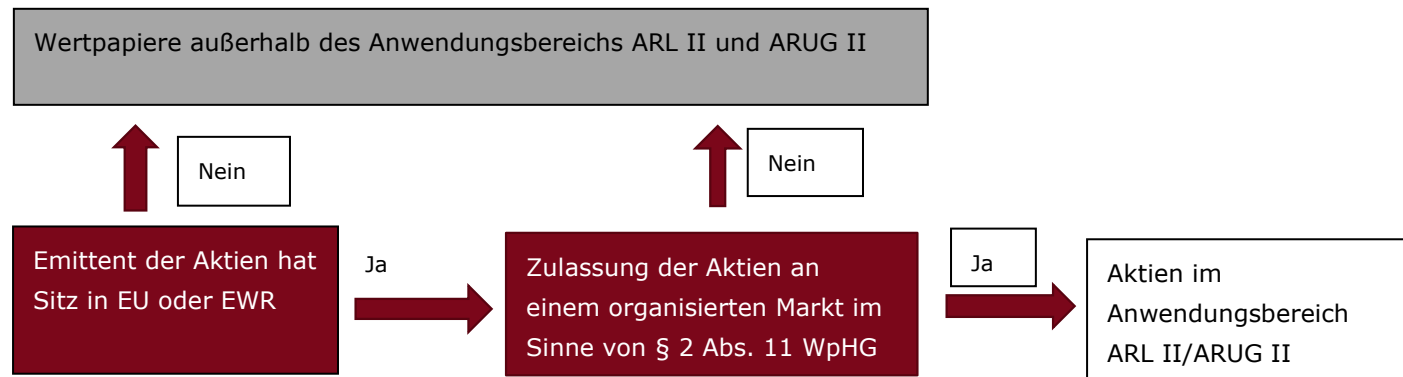 Wertpapiere außerhalb des Anwendungsbereichs ARL II und ARUG II
Nein
Nein
Emittent der Aktien hat
Sitz in EU oder EWR
Ja
Zulassung der Aktien an
einem organisierten Markt im
Sinne von § 2 Abs. 11 WpHG
Ja
Aktien im
Anwendungsbereich
ARL II/ARUG II